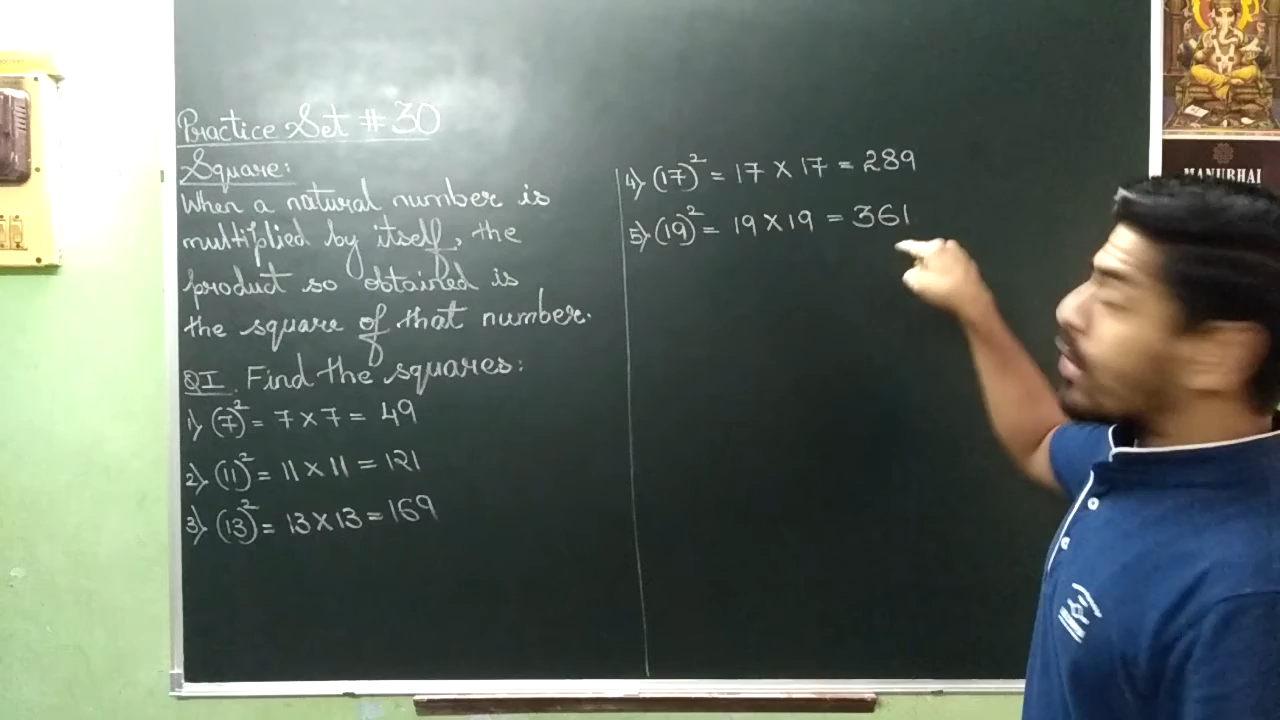 Practice Set # 30
Square:
When a natural number is
multiplied by itself, the
product so obtained is
the square of that number.
QI. Find the squares:
1) (7)² = 7 × 7 = 49
2) (11)² = 11 × 11 = 121
3) (13)² = 13 × 13 = 169
4) (17)² = 17 × 17 = 289
5) (19)² = 19 × 19 = 361
MANUBHAI